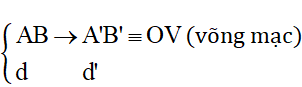 AB → A'B' ≡ OV (võng mạc)
d d'